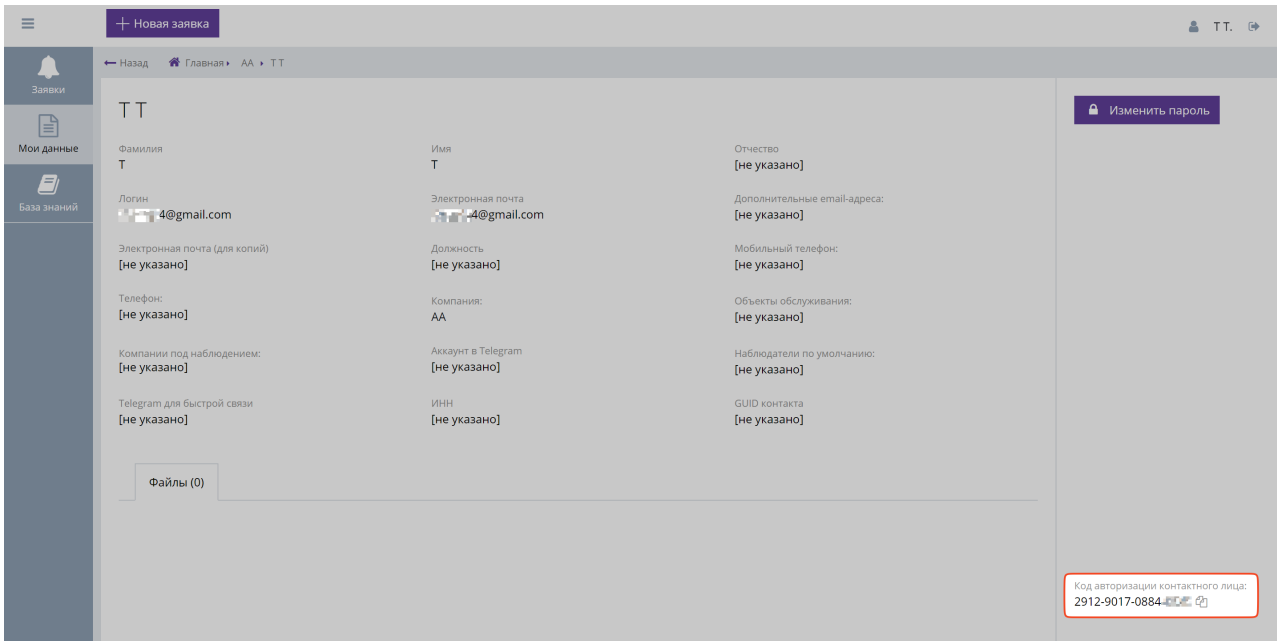 Новая заявка
Т Т.
Назад Главная АА Т Т
Заявки
Мои данные
База знаний
Т Т
Изменить пароль
Фамилия Имя Отчество
Т Т [не указано]
Логин Электронная почта Дополнительные email-адреса:
4@gmail.com 4@gmail.com [не указано]
Электронная почта (для копий) Должность Мобильный телефон:
[не указано] [не указано] [не указано]
Телефон: Компания: Объекты обслуживания:
[не указано] АА [не указано]
Компании под наблюдением: Аккаунт в Telegram Наблюдатели по умолчанию:
[не указано] [не указано] [не указано]
Telegram для быстрой связи ИНН GUID контакта
[не указано] [не указано] [не указано]
Файлы (0)
Код авторизации контактного лица:
2912-9017-0884-